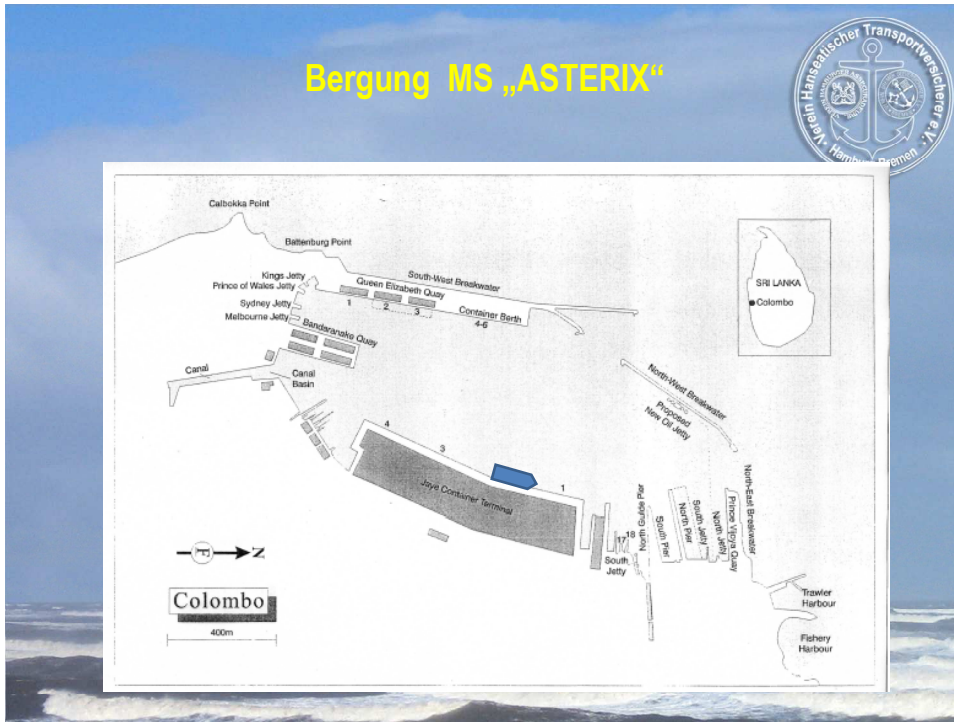 Bergung MS „ASTERIX“
Verein Hanseatischer Transportversicherer e.V.
Hamburg Bremen
Calbokka Point
Battenburg Point
Kings Jetty
Prince of Wales Jetty
Sydney Jetty
Melbourne Jetty
South-West Breakwater
Queen Elizabeth Quay
1
2
3
Container Berth
4-6
Bandaranake Quay
Canal
Canal
Basin
SRI LANKA
Colombo
North-West Breakwater
Proposed
New Oil Jetty
4
3
1
Jaye Container Terminal
North Guide Pier
18
17
South
Jetty
South Pier
North Pier
South Jetty
North Jetty
Prince Vijoya Quay
North-East Breakwater
Trawler
Harbour
Fishery
Harbour
N
Colombo
400m